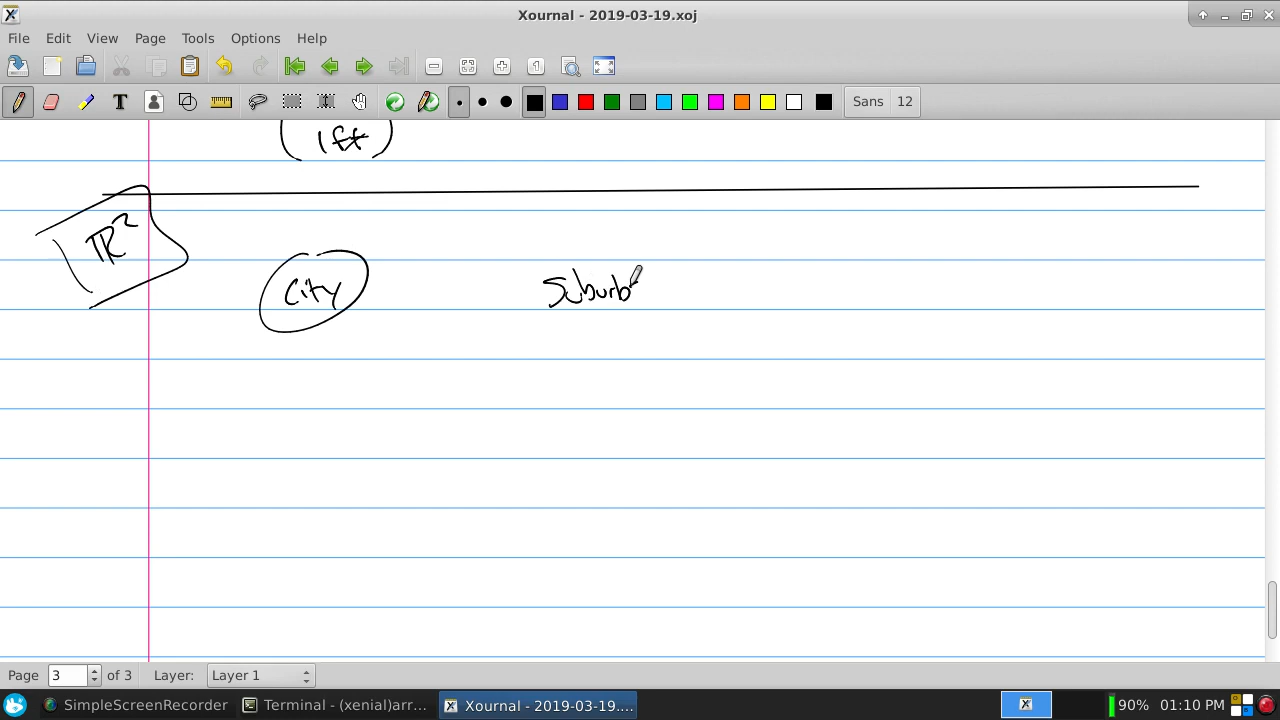 Xournal - 2019-03-19.xoj
File Edit View Page Tools Options Help
Sans 12
(1ft)
ℝ²
City Suburb
Page 3 of 3 Layer: Layer 1
SimpleScreenRecorder Terminal - (xenial)arr... Xournal - 2019-03-19.... 90% 01:10 PM